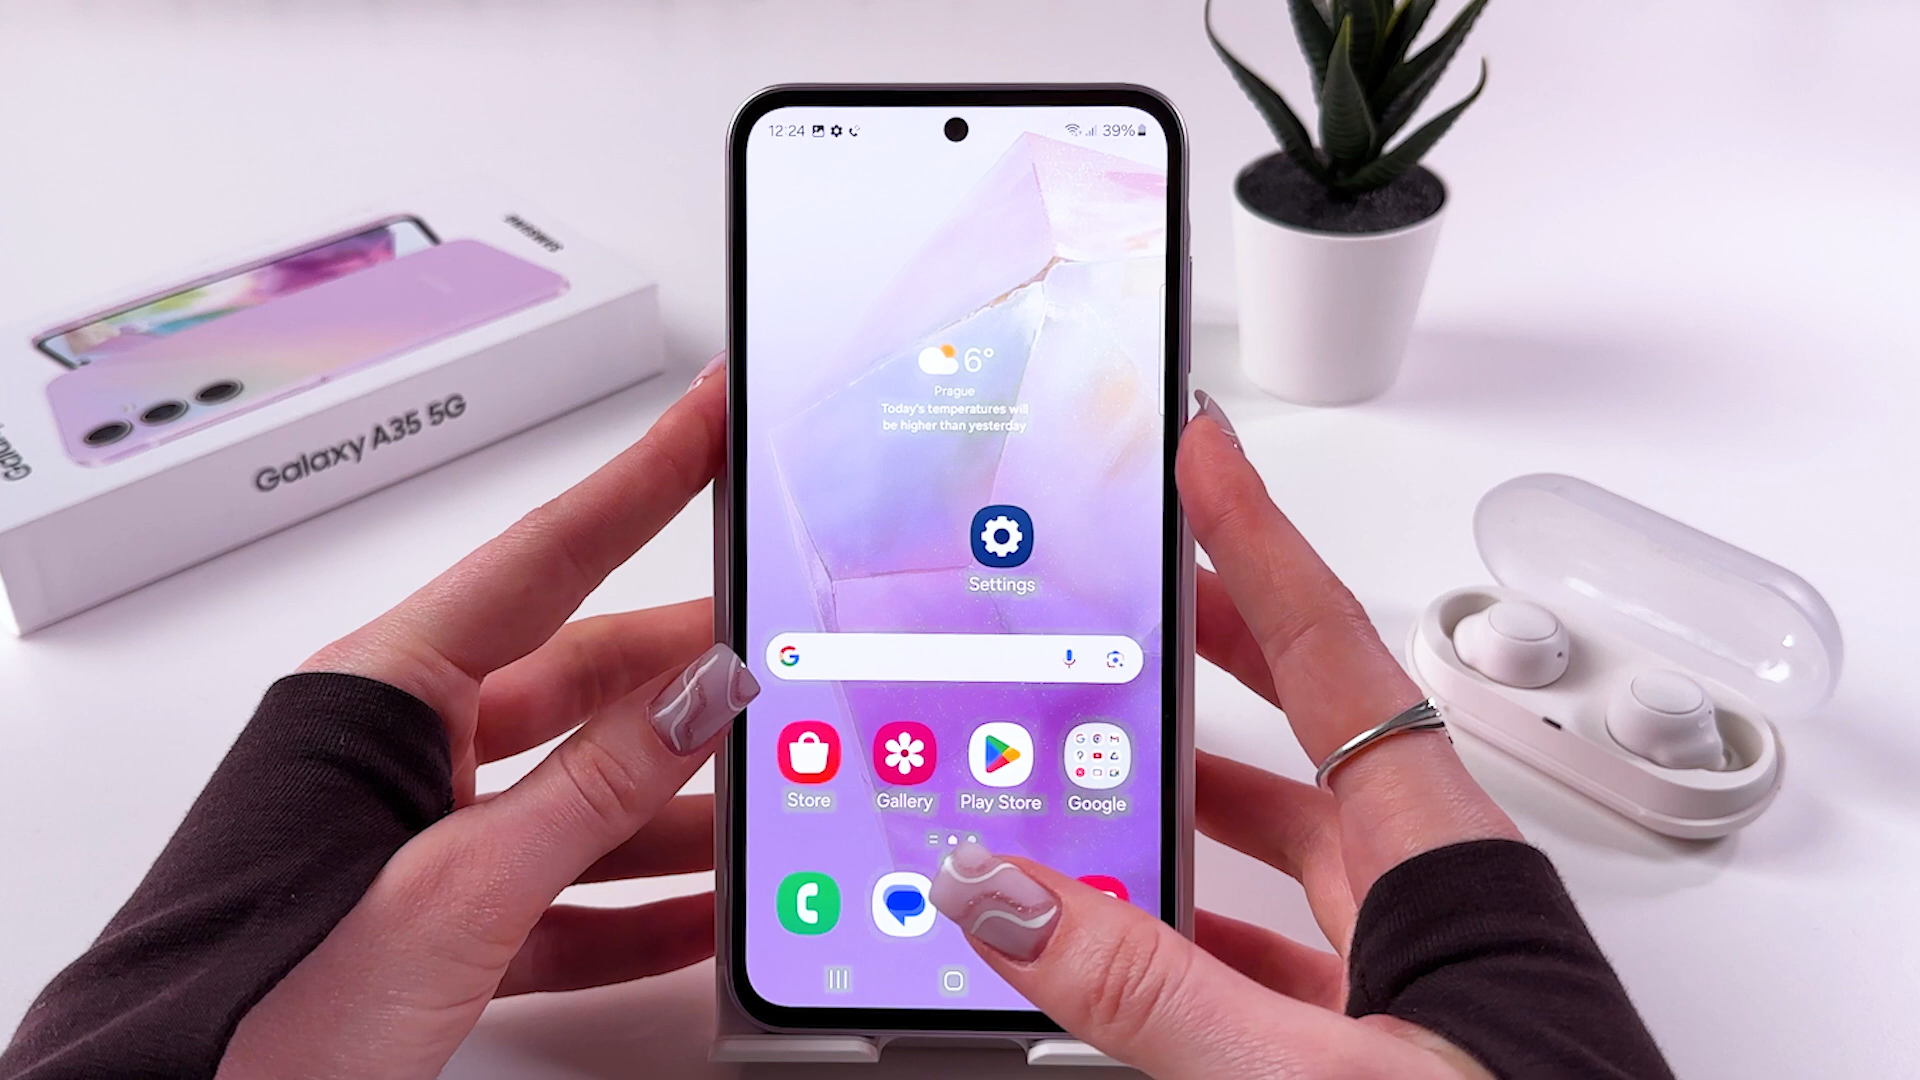 12:24
39%
6°
Prague
Today's temperatures will
be higher than yesterday
Settings
Store
Gallery
Play Store
Google
SAMSUNG
Galaxy A35 5G